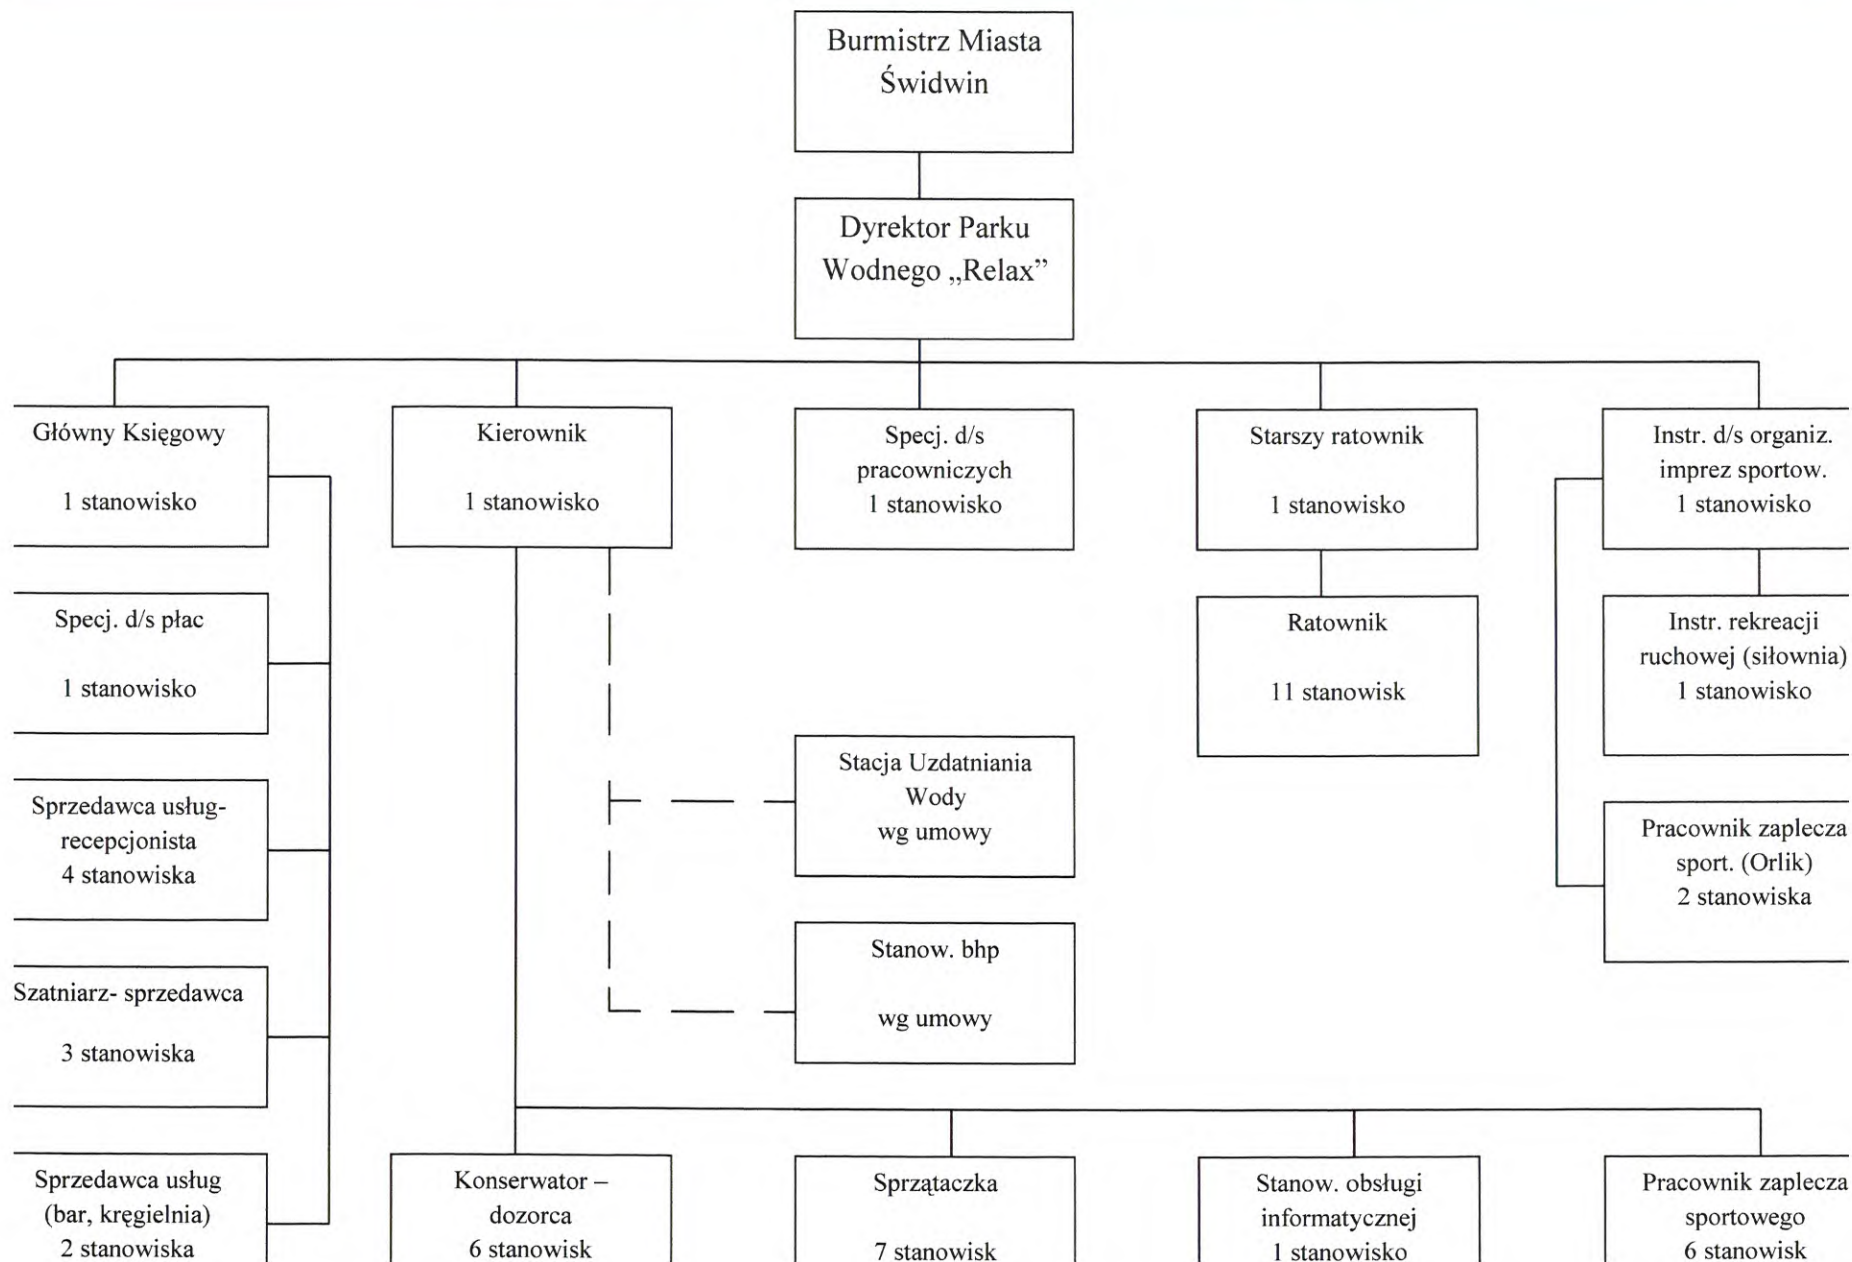 Burmistrz Miasta
Świdwin
Dyrektor Parku
Wodnego „Relax”
Główny Księgowy
1 stanowisko
Kierownik
1 stanowisko
Specj. d/s
pracowniczych
1 stanowisko
Starszy ratownik
1 stanowisko
Instr. d/s organiz.
imprez sportow.
1 stanowisko
Specj. d/s płac
1 stanowisko
Ratownik
11 stanowisk
Instr. rekreacji
ruchowej (siłownia)
1 stanowisko
Stacja Uzdatniania
Wody
wg umowy
Sprzedawca usług-
recepcjonista
4 stanowiska
Pracownik zaplecza
sport. (Orlik)
2 stanowiska
Stanow. bhp
wg umowy
Szatniarz- sprzedawca
3 stanowiska
Sprzedawca usług
(bar, kręgielnia)
2 stanowiska
Konserwator –
dozorca
6 stanowisk
Sprzątaczka
7 stanowisk
Stanow. obsługi
informatycznej
1 stanowisko
Pracownik zaplecza
sportowego
6 stanowisk